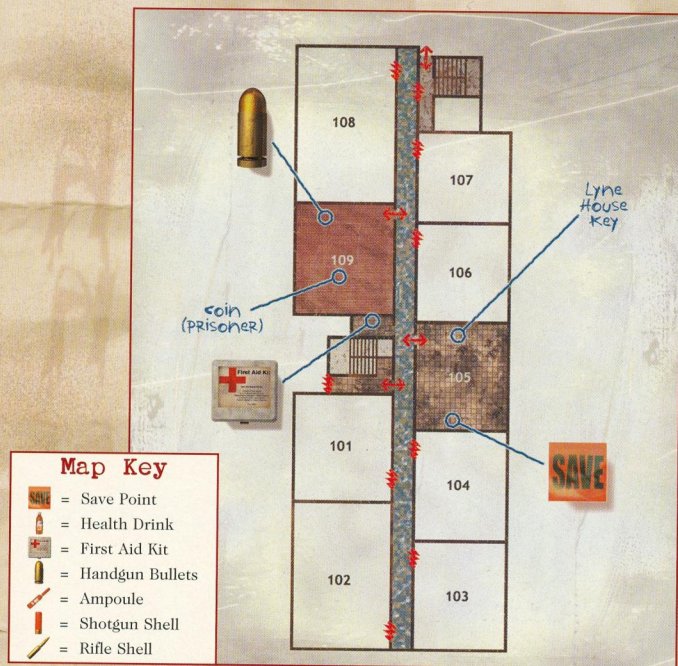 108
107
Lyne
House
Key
109
106
coin
(PRISONER)
First Aid Kit
105
101
SAVE
104
102
103
Map Key
SAVE = Save Point
= Health Drink
= First Aid Kit
= Handgun Bullets
= Ampoule
= Shotgun Shell
= Rifle Shell